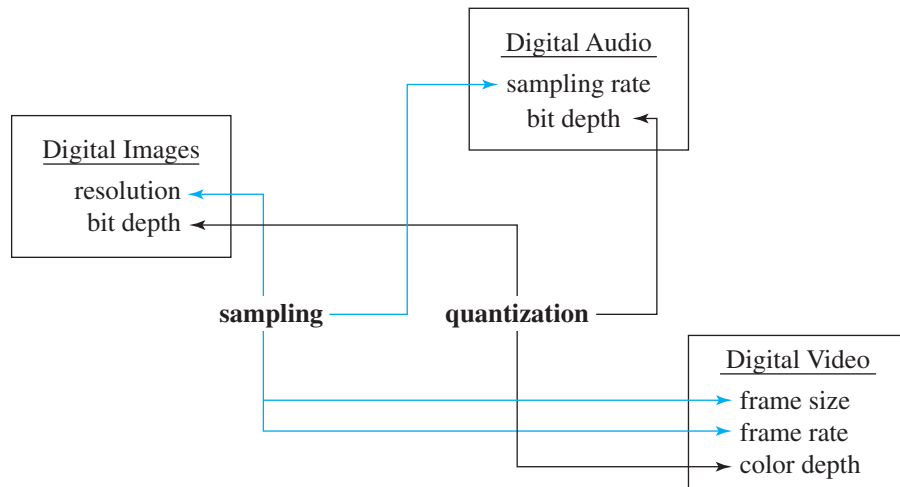 Digital Audio
sampling rate
bit depth
Digital Images
resolution
bit depth
sampling
quantization
Digital Video
frame size
frame rate
color depth